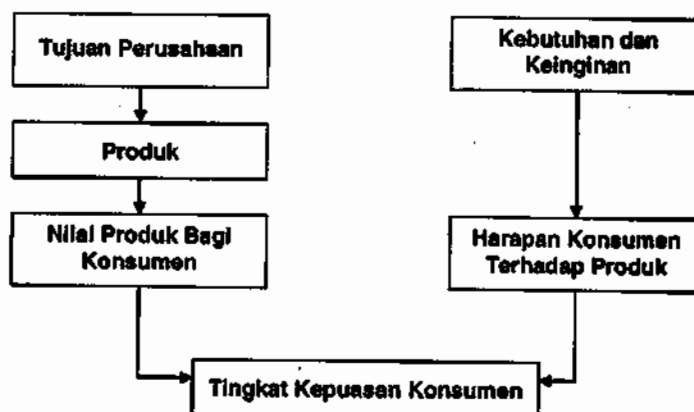 Tujuan Perusahaan
Produk
Nilai Produk Bagi
Konsumen
Kebutuhan dan
Keinginan
Harapan Konsumen
Terhadap Produk
Tingkat Kepuasan Konsumen